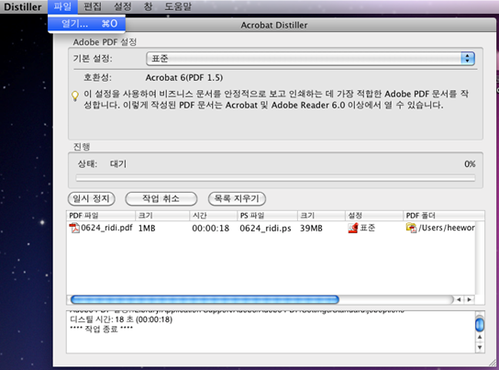 Distiller 파일 편집 설정 창 도움말
열기... ⌘O
Acrobat Distiller
Adobe PDF 설정
기본 설정: 표준
호환성: Acrobat 6(PDF 1.5)
이 설정을 사용하여 비즈니스 문서를 안정적으로 보고 인쇄하는 데 가장 적합한 Adobe PDF 문서를 작
성합니다. 이렇게 작성된 PDF 문서는 Acrobat 및 Adobe Reader 6.0 이상에서 열 수 있습니다.
진행
상태: 대기 0%
일시 정지 작업 취소 목록 지우기
PDF 파일 크기 시간 PS 파일 크기 설정 PDF 폴더
0624_ridi.pdf 1MB 00:00:18 0624_ridi.ps 39MB 표준 /Users/heewor
디스틸 시간: 18 초 (00:00:18)
**** 작업 종료 ****